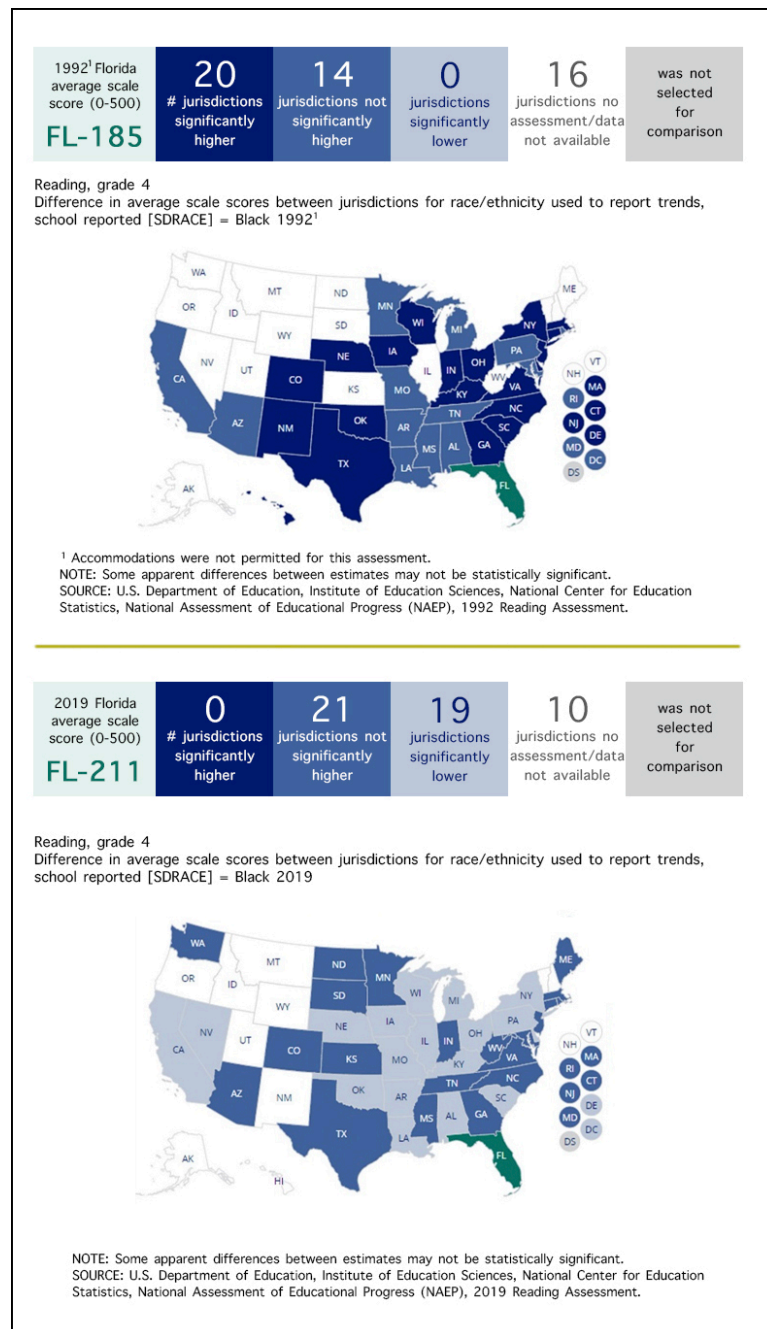 1992¹ Florida
average scale
score (0-500)
FL-185
20
# jurisdictions
significantly
higher
14
jurisdictions not
significantly
higher
0
jurisdictions
significantly
lower
16
jurisdictions no
assessment/data
not available
was not
selected
for
comparison
Reading, grade 4
Difference in average scale scores between jurisdictions for race/ethnicity used to report trends,
school reported [SDRACE] = Black 1992¹
WA
MT
ND
ME
OR
ID
MN
SD
WI
NY
WY
MI
NE
IA
PA
NV
UT
IL
IN
OH
WV
CA
CO
KS
MO
KY
VA
AZ
NM
OK
AR
TN
NC
SC
TX
LA
MS
AL
GA
FL
AK
VT
NH
MA
RI
CT
NJ
DE
MD
DC
DS
¹ Accommodations were not permitted for this assessment.
NOTE: Some apparent differences between estimates may not be statistically significant.
SOURCE: U.S. Department of Education, Institute of Education Sciences, National Center for Education
Statistics, National Assessment of Educational Progress (NAEP), 1992 Reading Assessment.
2019 Florida
average scale
score (0-500)
FL-211
0
# jurisdictions
significantly
higher
21
jurisdictions not
significantly
higher
19
jurisdictions
significantly
lower
10
jurisdictions no
assessment/data
not available
was not
selected
for
comparison
Reading, grade 4
Difference in average scale scores between jurisdictions for race/ethnicity used to report trends,
school reported [SDRACE] = Black 2019
WA
MT
ND
ME
OR
ID
MN
SD
WI
NY
WY
MI
NE
IA
PA
NV
UT
IL
IN
OH
WV
CA
CO
KS
MO
KY
VA
AZ
NM
OK
AR
TN
NC
SC
TX
LA
MS
AL
GA
FL
AK
HI
VT
NH
MA
RI
CT
NJ
DE
MD
DC
DS
NOTE: Some apparent differences between estimates may not be statistically significant.
SOURCE: U.S. Department of Education, Institute of Education Sciences, National Center for Education
Statistics, National Assessment of Educational Progress (NAEP), 2019 Reading Assessment.